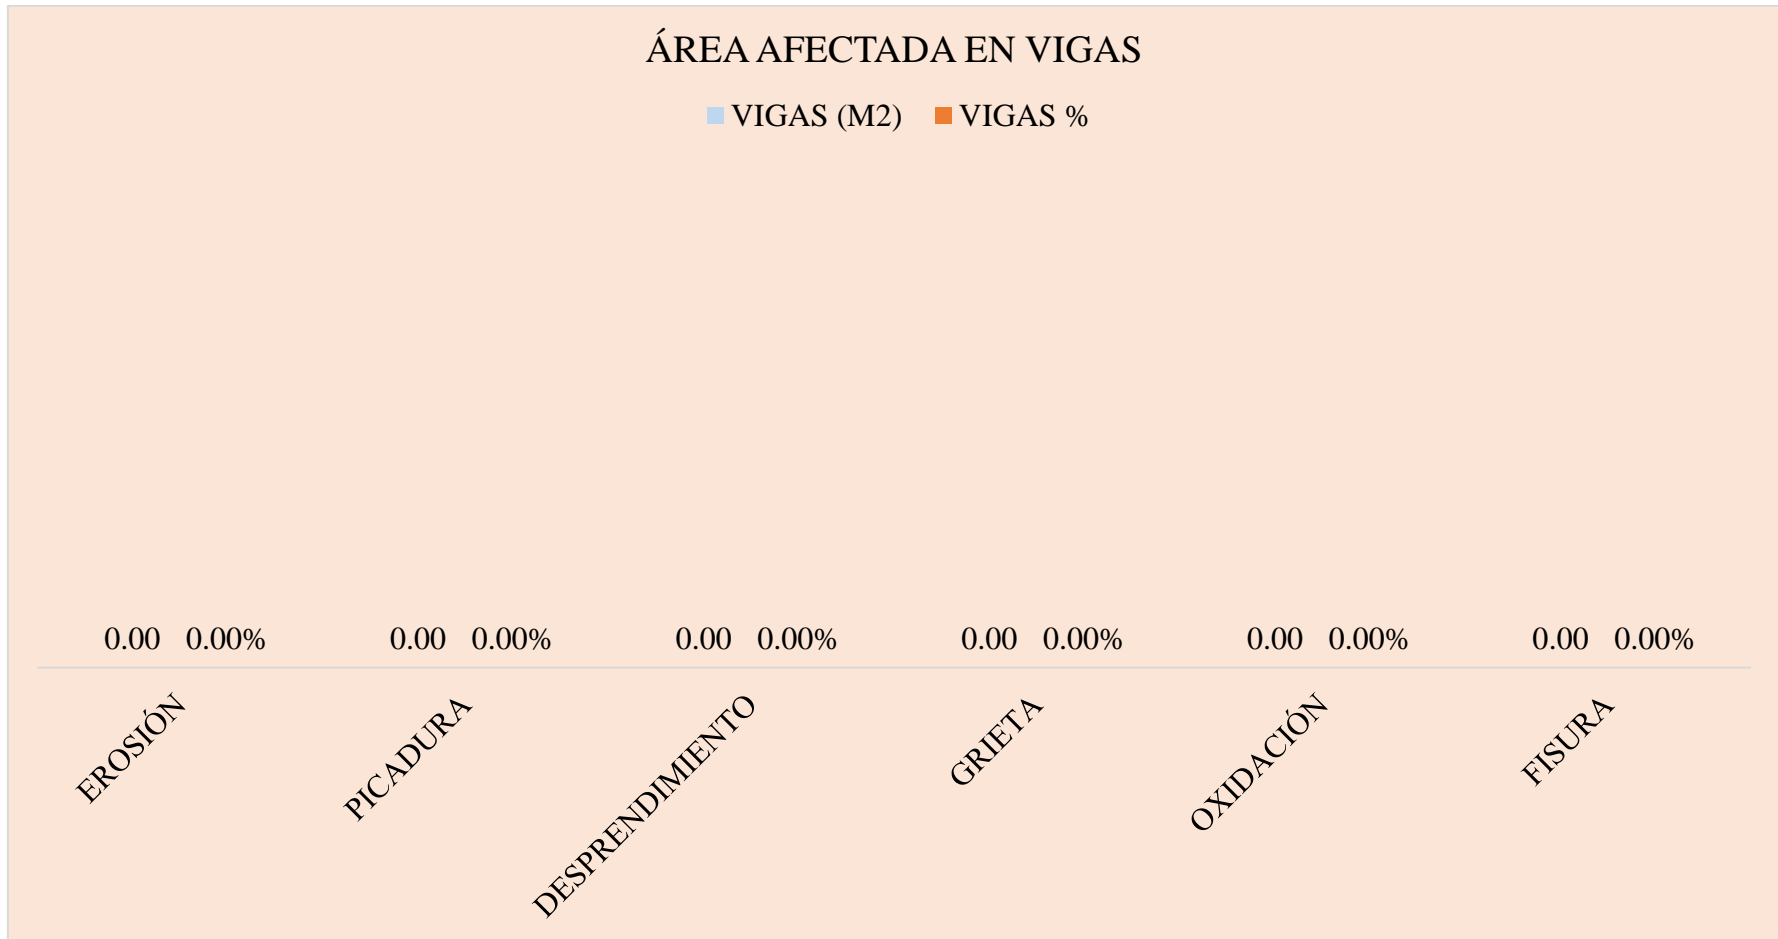 ÁREA AFECTADA EN VIGAS
VIGAS (M2) VIGAS %
0.00 0.00% 0.00 0.00% 0.00 0.00% 0.00 0.00% 0.00 0.00% 0.00 0.00%
EROSIÓN
PICADURA
DESPRENDIMIENTO
GRIETA
OXIDACIÓN
FISURA